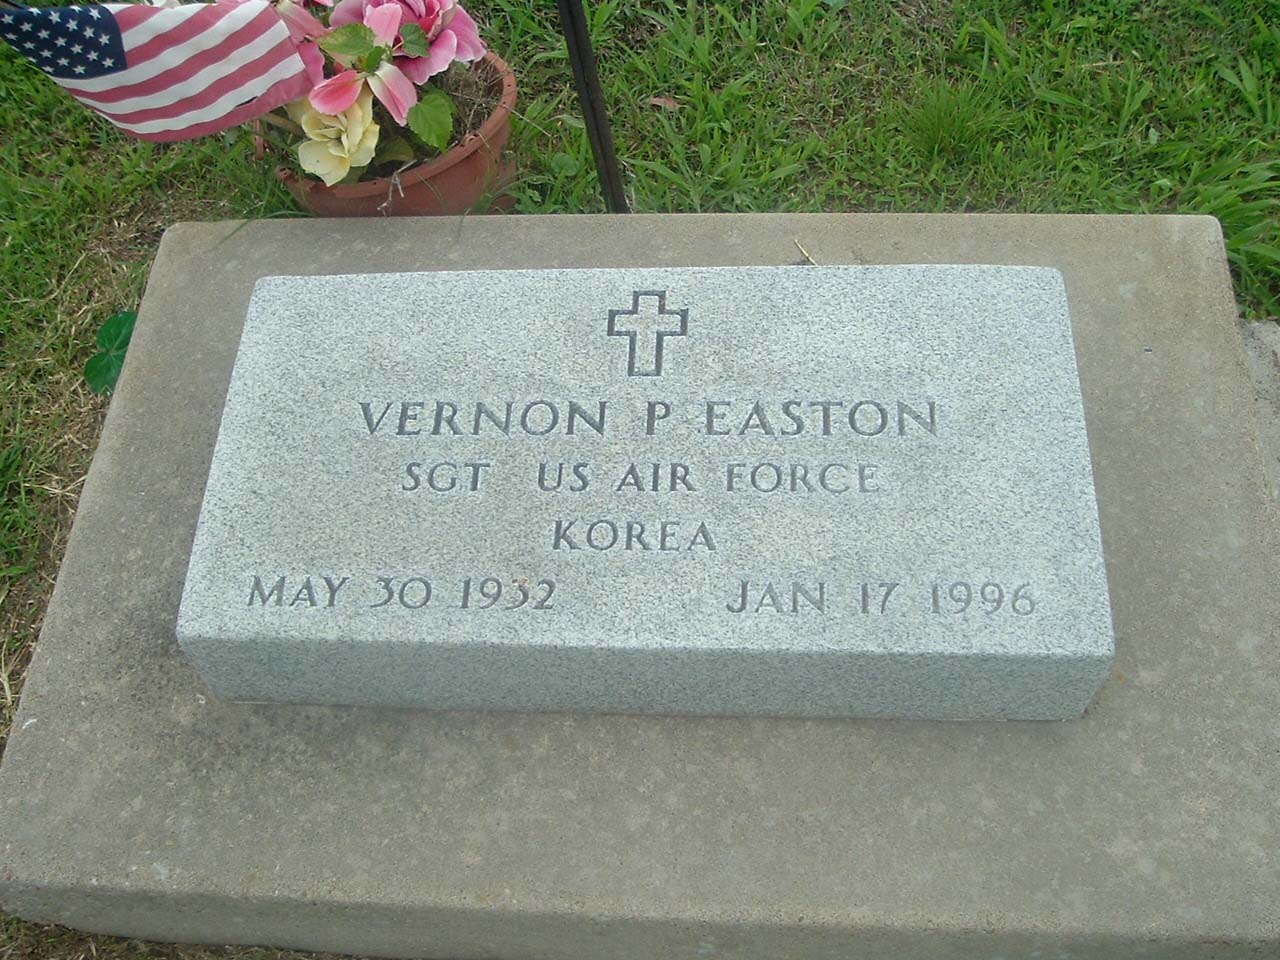 VERNON P EASTON
SGT US AIR FORCE
KOREA
MAY 30 1932 JAN 17 1996